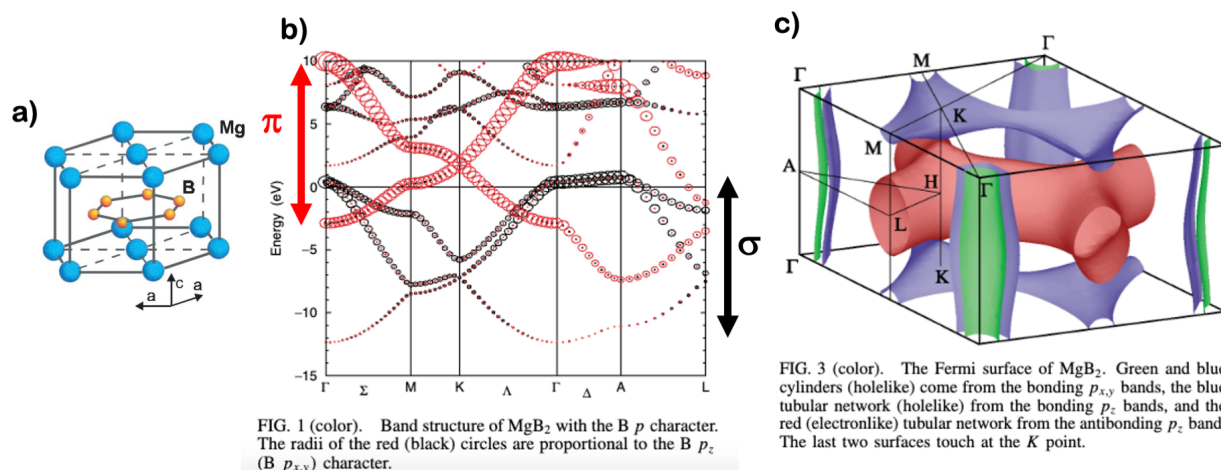 a)
Mg
B
c
a
a
b)
Energy (eV)
10
5
0
−5
−10
−15
π
σ
Γ
Σ
M
K
Λ
Γ
Δ
A
L
FIG. 1 (color). Band structure of MgB2 with the B p character.
The radii of the red (black) circles are proportional to the B pz
(B px,y) character.
c)
Γ
M
Γ
K
M
A
H
Γ
L
Γ
K
FIG. 3 (color). The Fermi surface of MgB2. Green and blue
cylinders (holelike) come from the bonding px,y bands, the blue
tubular network (holelike) from the bonding pz bands, and the
red (electronlike) tubular network from the antibonding pz band
The last two surfaces touch at the K point.